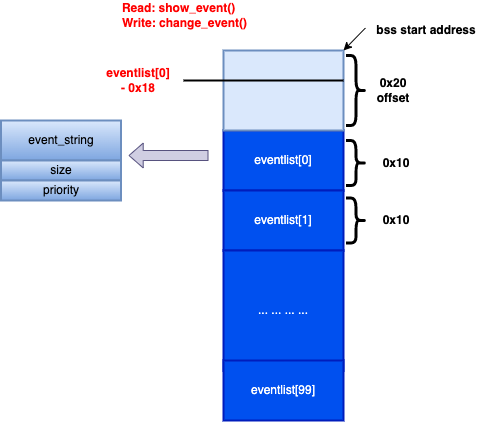 Read: show_event()
Write: change_event()
bss start address
eventlist[0]
- 0x18
0x20
offset
event_string
size
priority
eventlist[0]
0x10
eventlist[1]
0x10
... ... ... ...
eventlist[99]